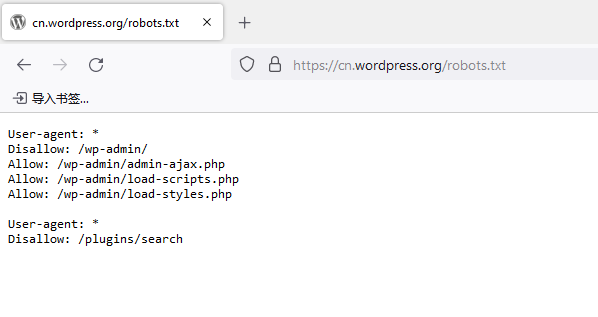 cn.wordpress.org/robots.txt
https://cn.wordpress.org/robots.txt
导入书签...
User-agent: *
Disallow: /wp-admin/
Allow: /wp-admin/admin-ajax.php
Allow: /wp-admin/load-scripts.php
Allow: /wp-admin/load-styles.php
User-agent: *
Disallow: /plugins/search